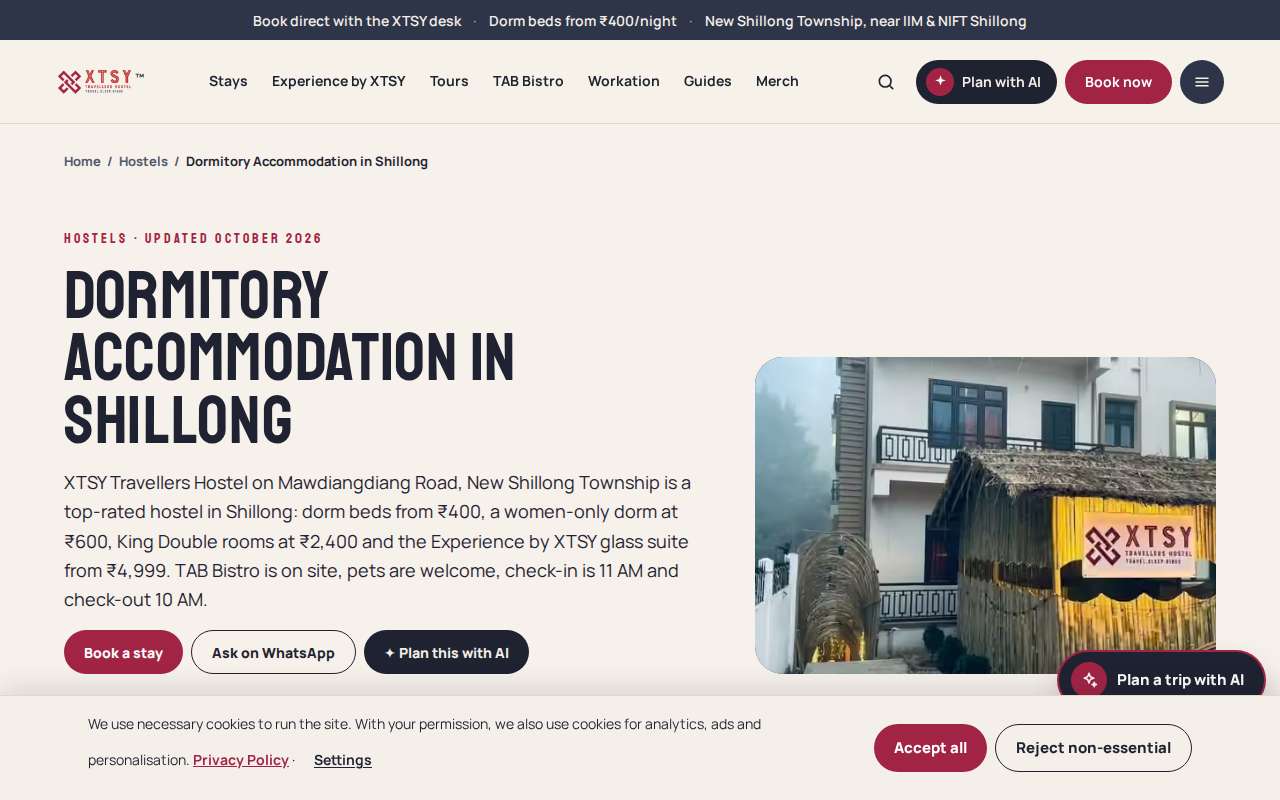 Book direct with the XTSY desk · Dorm beds from ₹400/night · New Shillong Township, near IIM & NIFT Shillong
XTSY™
TRAVELLERS HOSTEL
Stays Experience by XTSY Tours TAB Bistro Workation Guides Merch
Plan with AI
Book now
Home / Hostels / Dormitory Accommodation in Shillong
HOSTELS · UPDATED OCTOBER 2026
DORMITORY
ACCOMMODATION IN
SHILLONG
XTSY Travellers Hostel on Mawdiangdiang Road, New Shillong Township is a
top-rated hostel in Shillong: dorm beds from ₹400, a women-only dorm at
₹600, King Double rooms at ₹2,400 and the Experience by XTSY glass suite
from ₹4,999. TAB Bistro is on site, pets are welcome, check-in is 11 AM and
check-out 10 AM.
Book a stay
Ask on WhatsApp
Plan this with AI
XTSY
TRAVELLERS HOSTEL
Plan a trip with AI
We use necessary cookies to run the site. With your permission, we also use cookies for analytics, ads and
personalisation. Privacy Policy · Settings
Accept all
Reject non-essential